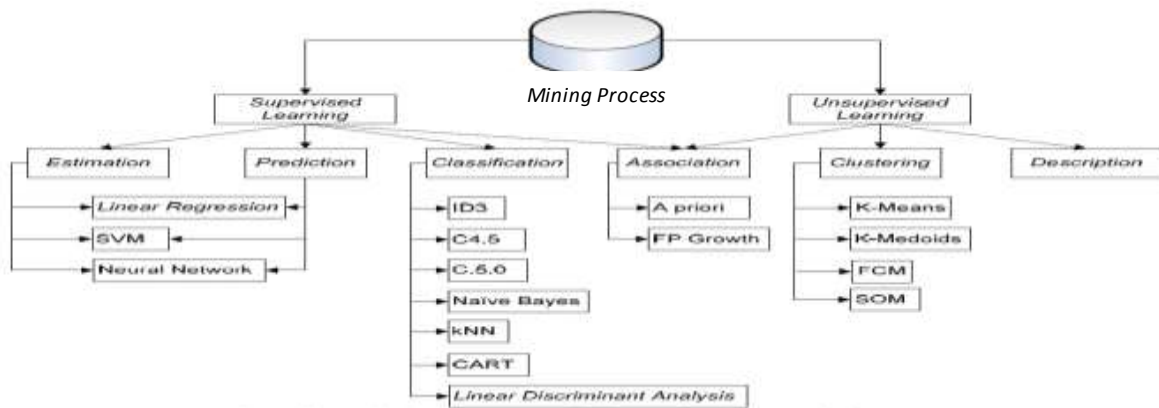 Mining Process
Supervised
Learning
Unsupervised
Learning
Estimation
Prediction
Classification
Association
Clustering
Description
Linear Regression
SVM
Neural Network
ID3
C4.5
C.5.0
Naïve Bayes
kNN
CART
Linear Discriminant Analysis
A priori
FP Growth
K-Means
K-Medoids
FCM
SOM